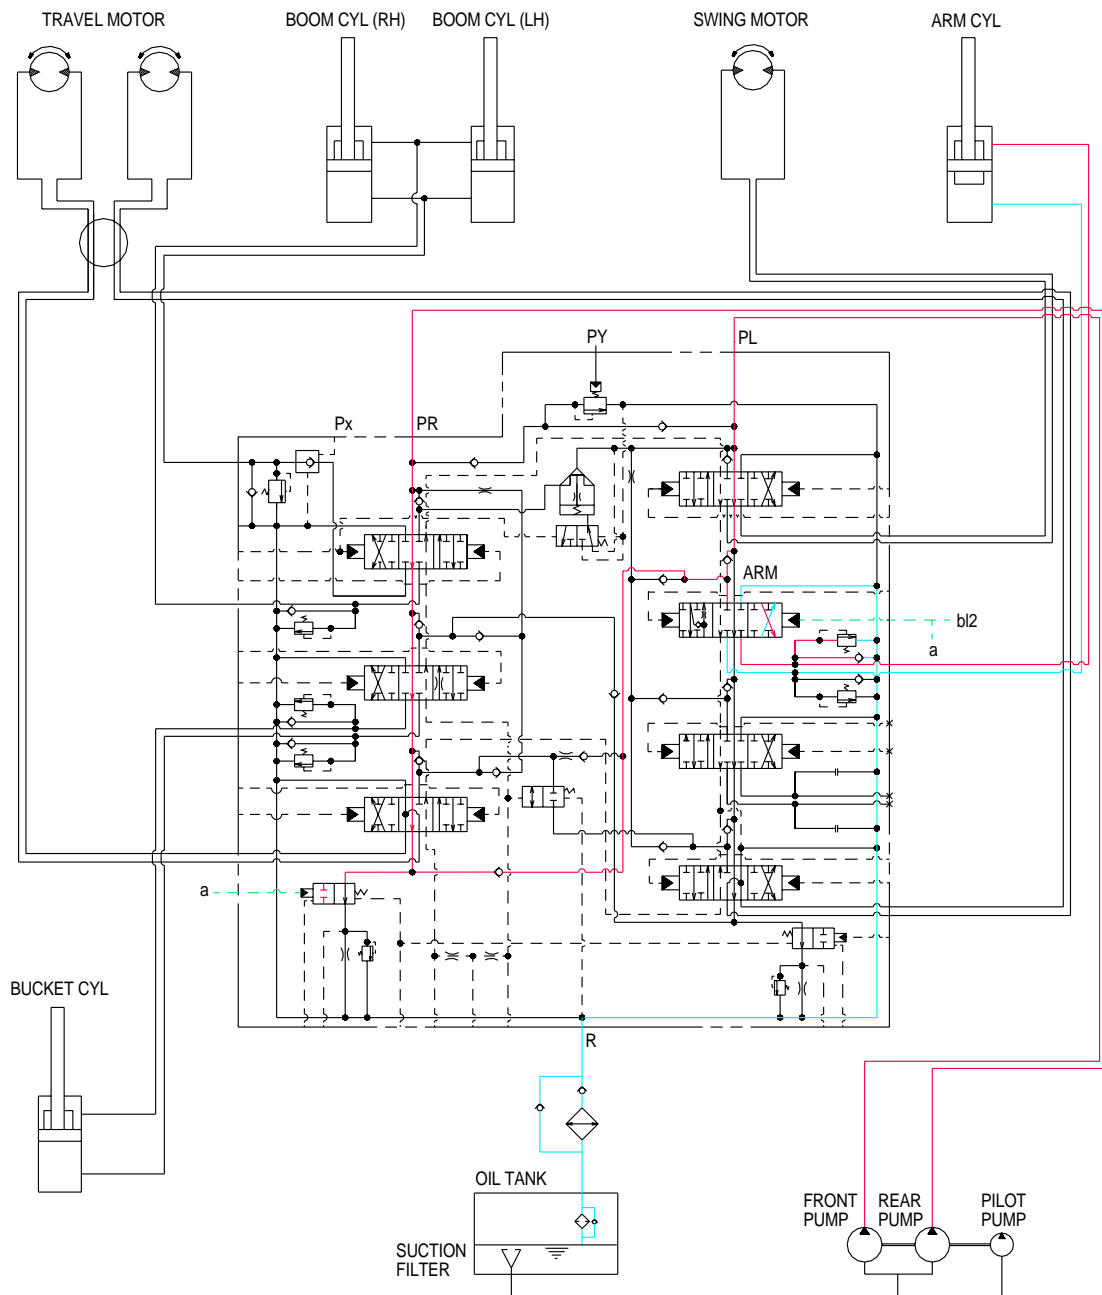 TRAVEL MOTOR
BOOM CYL (RH)
BOOM CYL (LH)
SWING MOTOR
ARM CYL
PY
PL
Px
PR
ARM
bl2
a
a
BUCKET CYL
R
OIL TANK
SUCTION
FILTER
FRONT
PUMP
REAR
PUMP
PILOT
PUMP